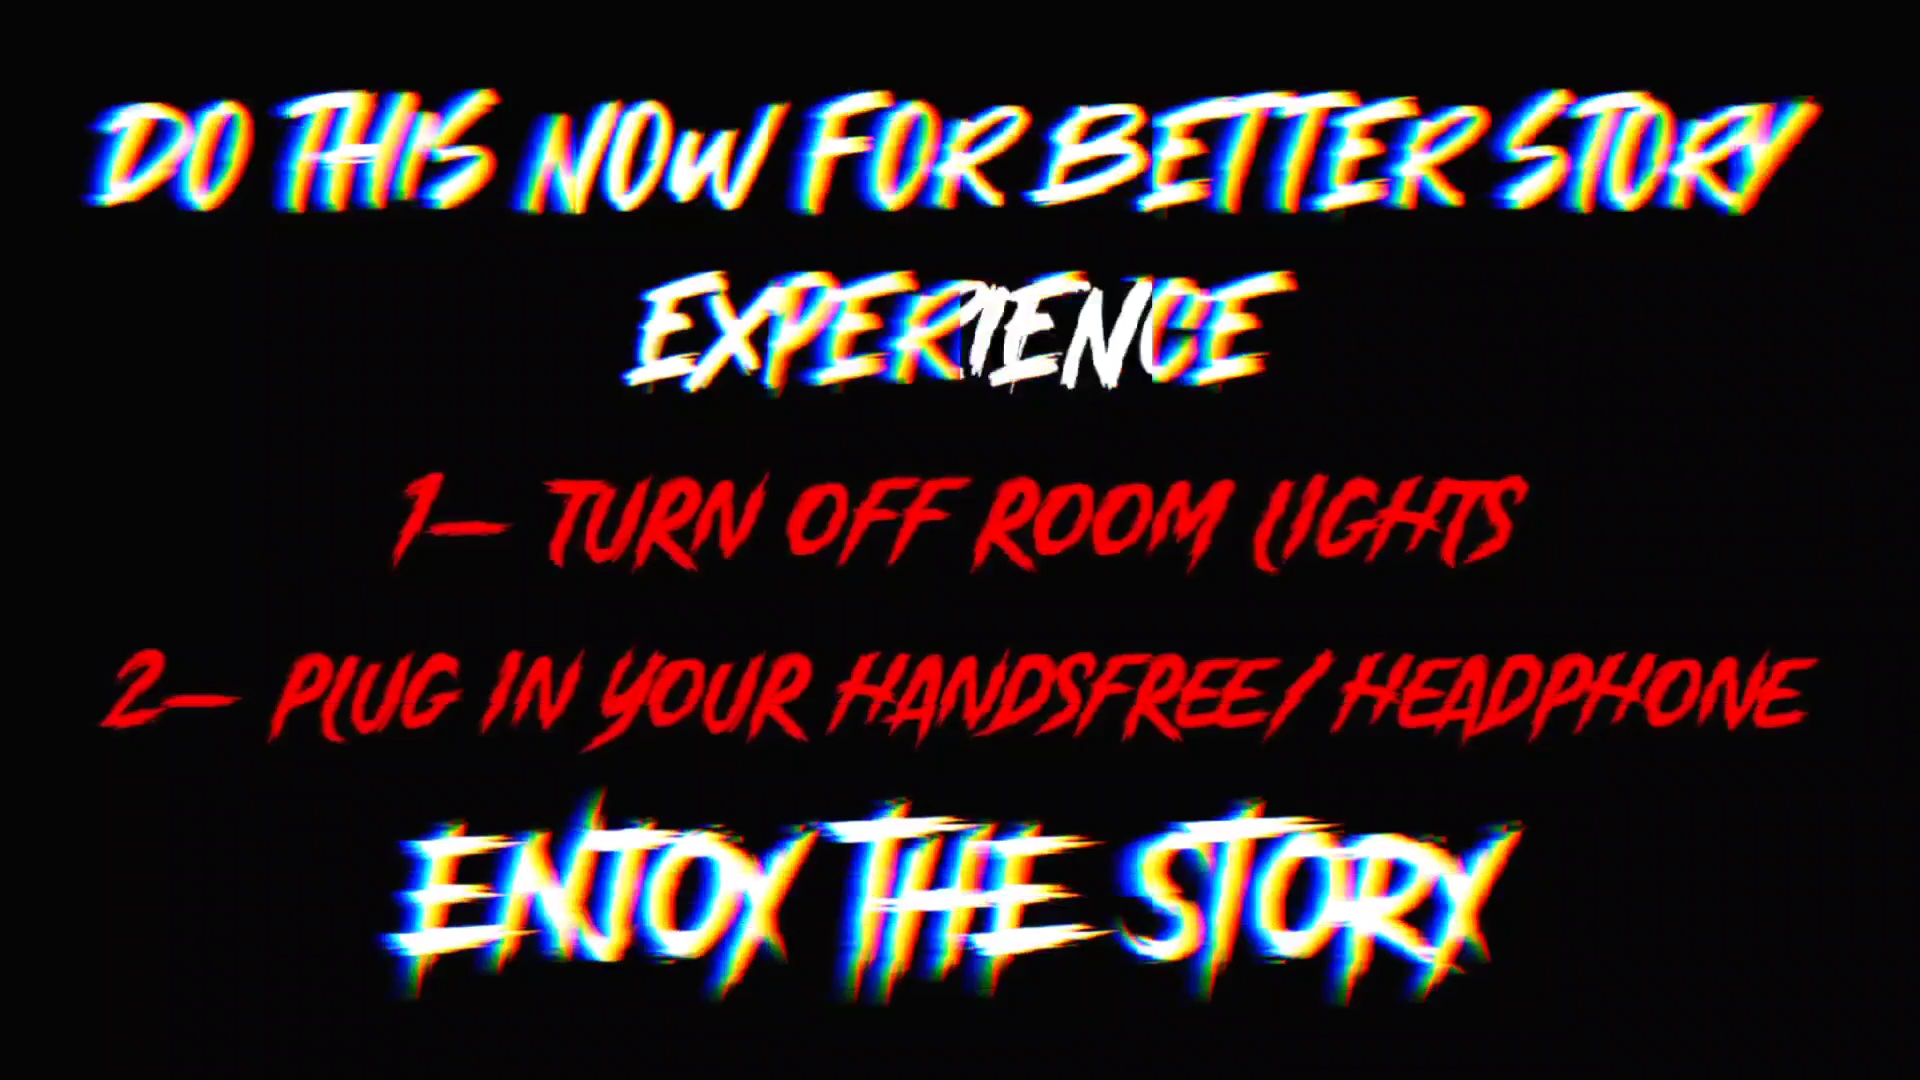 DO THIS NOW FOR BETTER STORY
EXPERIENCE
1- TURN OFF ROOM LIGHTS
2- PLUG IN YOUR HANDSFREE/ HEADPHONE
ENJOY THE STORY